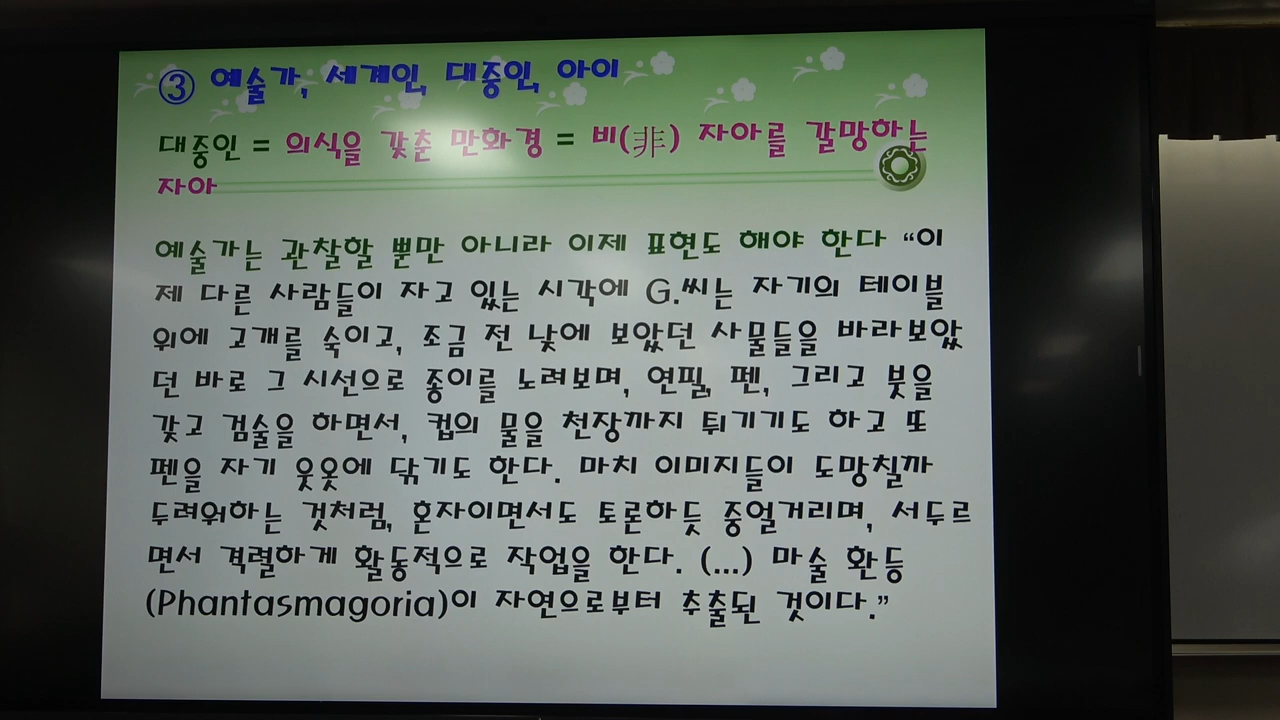 ③ 예술가, 세계인, 대중인, 아이
대중인 = 의식을 갖춘 만화경 = 비(非) 자아를 갈망하는
자아
예술가는 관찰할 뿐만 아니라 이제 표현도 해야 한다 “이
제 다른 사람들이 자고 있는 시각에 G.씨는 자기의 테이블
위에 고개를 숙이고, 조금 전 낮에 보았던 사물들을 바라보았
던 바로 그 시선으로 종이를 노려보며, 연필, 펜, 그리고 붓을
갖고 검술을 하면서, 컵의 물을 천장까지 튀기기도 하고 또
펜을 자기 웃옷에 닦기도 한다. 마치 이미지들이 도망칠까
두려워하는 것처럼, 혼자이면서도 토론하듯 중얼거리며, 서두르
면서 격렬하게 활동적으로 작업을 한다. (...) 마술 환등
(Phantasmagoria)이 자연으로부터 추출된 것이다.”